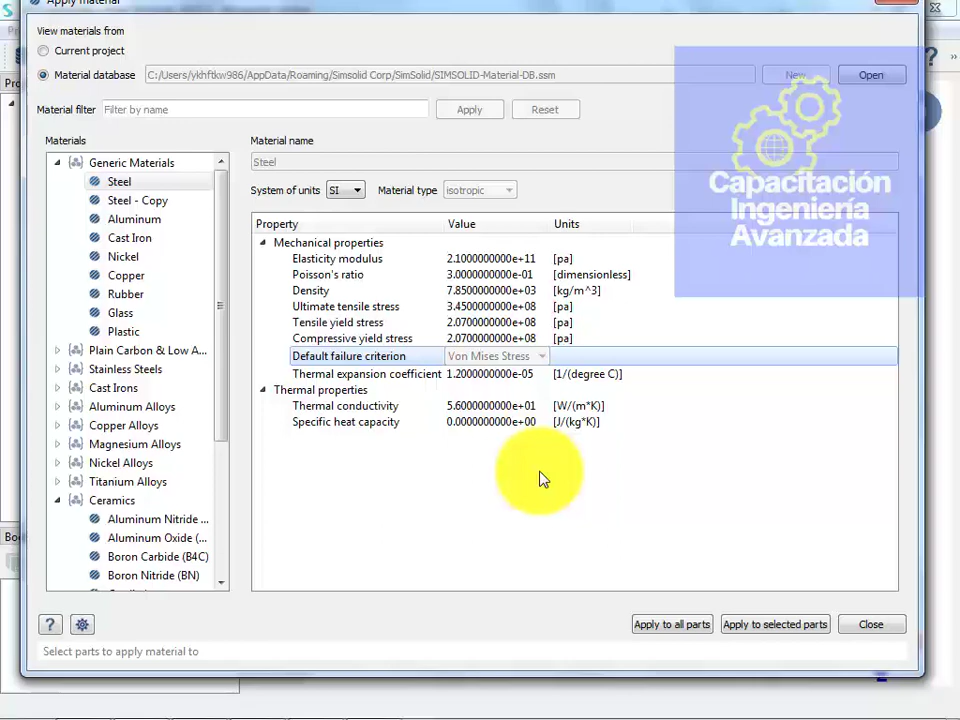 Apply material
View materials from
Current project
Material database
C:/Users/ykhftkw986/AppData/Roaming/Simsolid Corp/SimSolid/SIMSOLID-Material-DB.ssm
New
Open
Material filter
Filter by name
Apply
Reset
Materials
Material name
Generic Materials
Steel
Steel
System of units
SI
Material type
isotropic
Steel - Copy
Aluminum
Cast Iron
Nickel
Copper
Rubber
Glass
Plastic
Plain Carbon & Low A...
Stainless Steels
Cast Irons
Aluminum Alloys
Copper Alloys
Magnesium Alloys
Nickel Alloys
Titanium Alloys
Ceramics
Aluminum Nitride ...
Aluminum Oxide (...
Boron Carbide (B4C)
Boron Nitride (BN)
Property Value Units
Mechanical properties
Elasticity modulus 2.1000000000e+11 [pa]
Poisson's ratio 3.0000000000e-01 [dimensionless]
Density 7.8500000000e+03 [kg/m^3]
Ultimate tensile stress 3.4500000000e+08 [pa]
Tensile yield stress 2.0700000000e+08 [pa]
Compressive yield stress 2.0700000000e+08 [pa]
Default failure criterion Von Mises Stress
Thermal expansion coefficient 1.2000000000e-05 [1/(degree C)]
Thermal properties
Thermal conductivity 5.6000000000e+01 [W/(m*K)]
Specific heat capacity 0.0000000000e+00 [J/(kg*K)]
Capacitación
Ingeniería
Avanzada
?
Apply to all parts
Apply to selected parts
Close
Select parts to apply material to